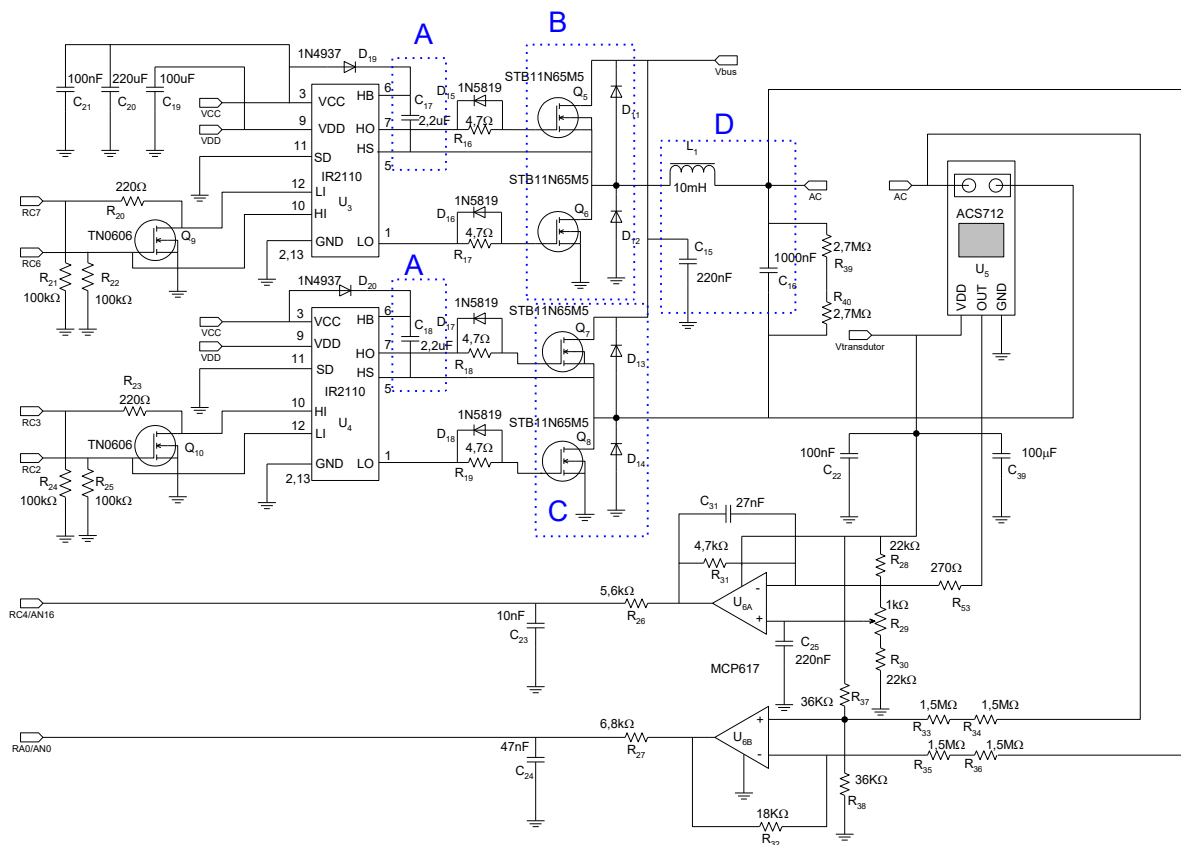 A
B
1N4937 D19
STB11N65M5
Vbus
100nF 220uF 100uF
C21 C20 C19
VCC
VDD
3 VCC HB 6
9 VDD HO 7
11 SD HS 5
IR2110
12 LI
10 HI
U3
GND LO 1
2,13
C17
2,2uF
D15 1N5819
4,7Ω
R16
Q5
D11
D
L1
10mH
AC
AC
ACS712
U5
VDD OUT GND
STB11N65M5
RC7
220Ω
R20
TN0606 Q9
RC6
R21 R22
100kΩ 100kΩ
D16 1N5819
4,7Ω
R17
Q6
D12
C15
220nF
1000nF
C16
2,7MΩ
R39
R40
2,7MΩ
Vtransdutor
A
1N4937 D20
STB11N65M5
VCC
VDD
3 VCC HB 6
9 VDD HO 7
11 SD HS 5
IR2110
10 HI
12 LI
U4
GND LO 1
2,13
C18
2,2uF
D17 1N5819
4,7Ω
R18
Q7
D13
R23
220Ω
RC3
TN0606 Q10
RC2
R24 R25
100kΩ 100kΩ
STB11N65M5
D18 1N5819
4,7Ω
R19
Q8
D14
C
100nF
C22
100µF
C39
C31 27nF
4,7kΩ
R31
22kΩ
R28
270Ω
R53
RC4/AN16
5,6kΩ
R26
10nF
C23
U6A
-
+
1kΩ
R29
C25
220nF
R30
22kΩ
MCP617
36KΩ R37
1,5MΩ 1,5MΩ
R33 R34
RA0/AN0
6,8kΩ
R27
47nF
C24
U6B
+
-
1,5MΩ 1,5MΩ
R35 R36
36KΩ
R38
18KΩ
R32